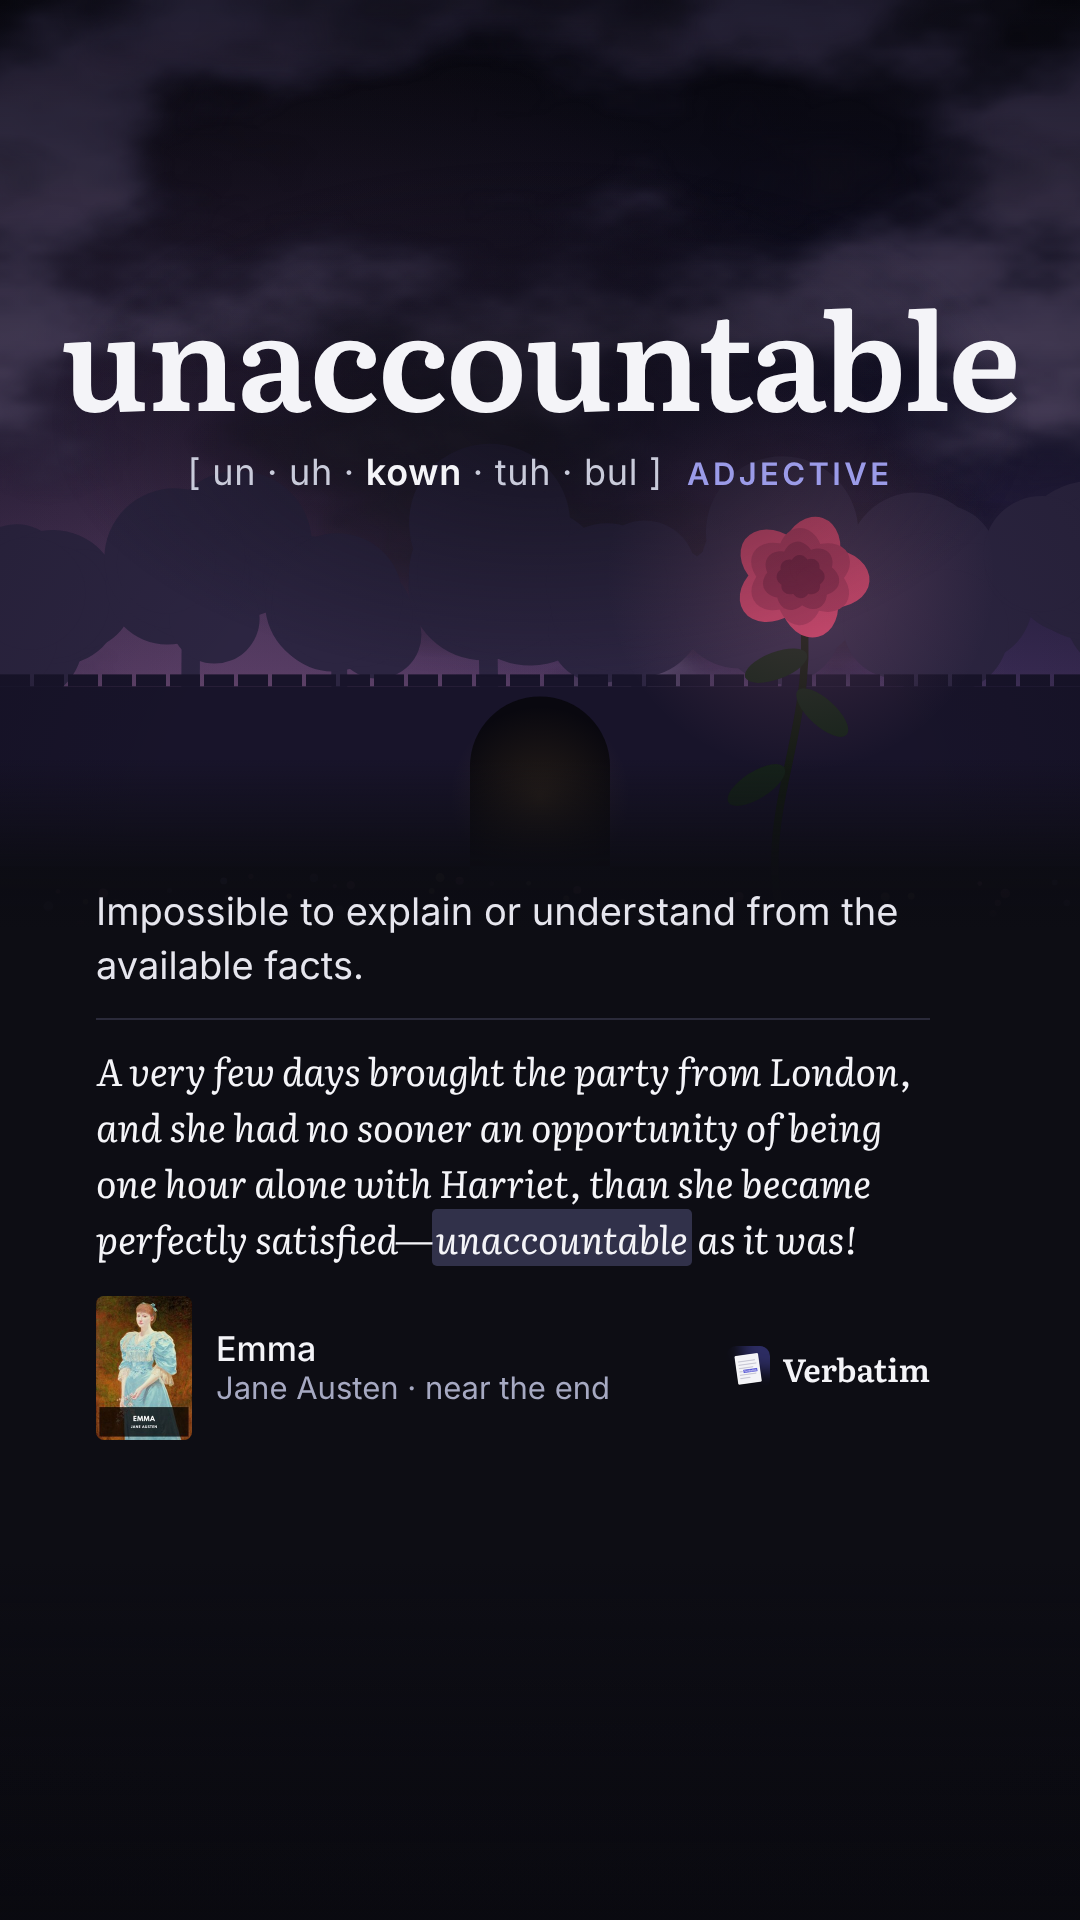 unaccountable
[ un · uh · kown · tuh · bul ] ADJECTIVE
Impossible to explain or understand from the
available facts.
A very few days brought the party from London,
and she had no sooner an opportunity of being
one hour alone with Harriet, than she became
perfectly satisfied—unaccountable as it was!
EMMA
JANE AUSTEN
Emma
Jane Austen · near the end
Verbatim